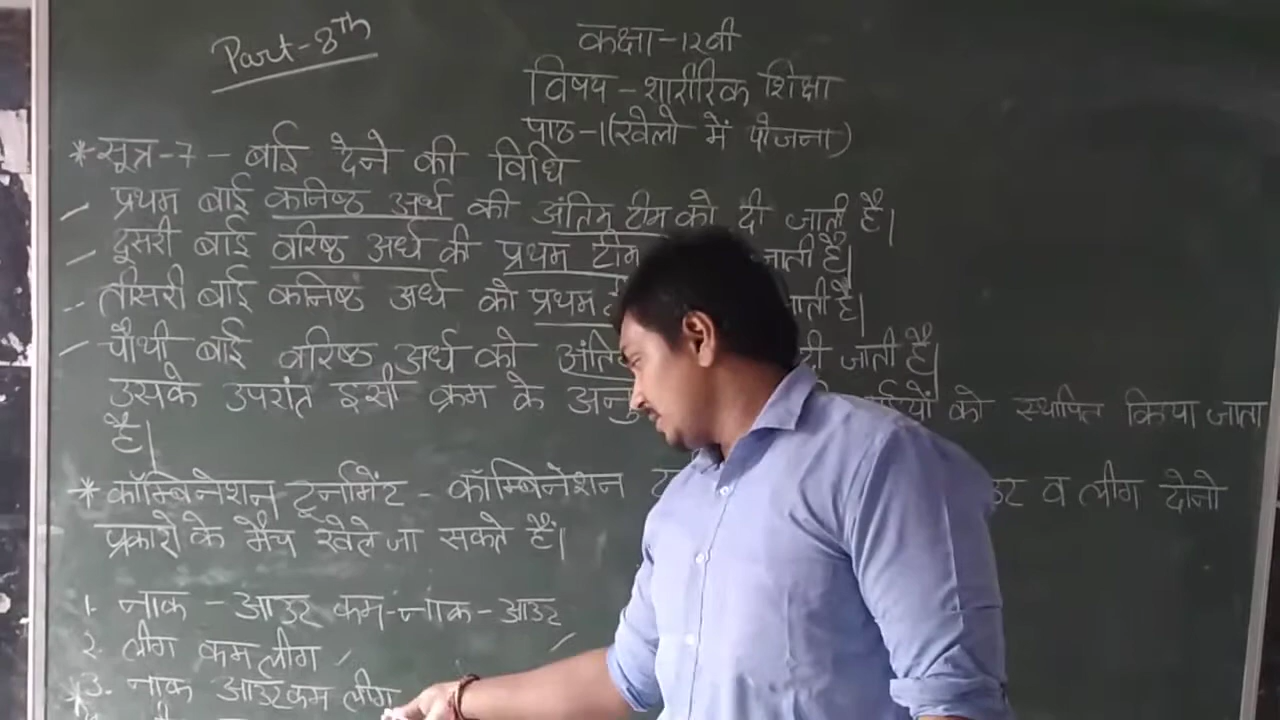 Part-8th
कक्षा-12वी
विषय - शारीरिक शिक्षा
पाठ-1(खेलो में योजना)
*सूत्र-7 - बाई देने की विधि
प्रथम बाई कनिष्ठ अर्ध की अंतिम टीम को दी जाती है।
दूसरी बाई वरिष्ठ अर्ध की प्रथम टीम जाती है।
तीसरी बाई कनिष्ठ अर्ध की प्रथम जाती है।
चौथी बाई वरिष्ठ अर्ध की दी जाती है।
उसके उपरांत इसी क्रम के को स्थापित किया जाता
है।
*कॉम्बिनेशन टूर्नामेंट - कॉम्बिनेशन व लीग दोनो
प्रकारो के मैच खेले जा सकते हैं।
1. नाक - आउट कम-नाक - आउट
2. लीग कम लीग
*3. नाक आउट कम लीग